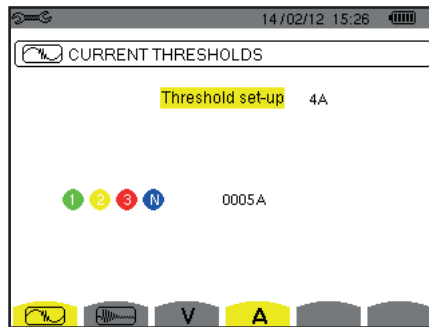 14/02/12 15:26
CURRENT THRESHOLDS
Threshold set-up 4A
1 2 3 N 0005A
V A